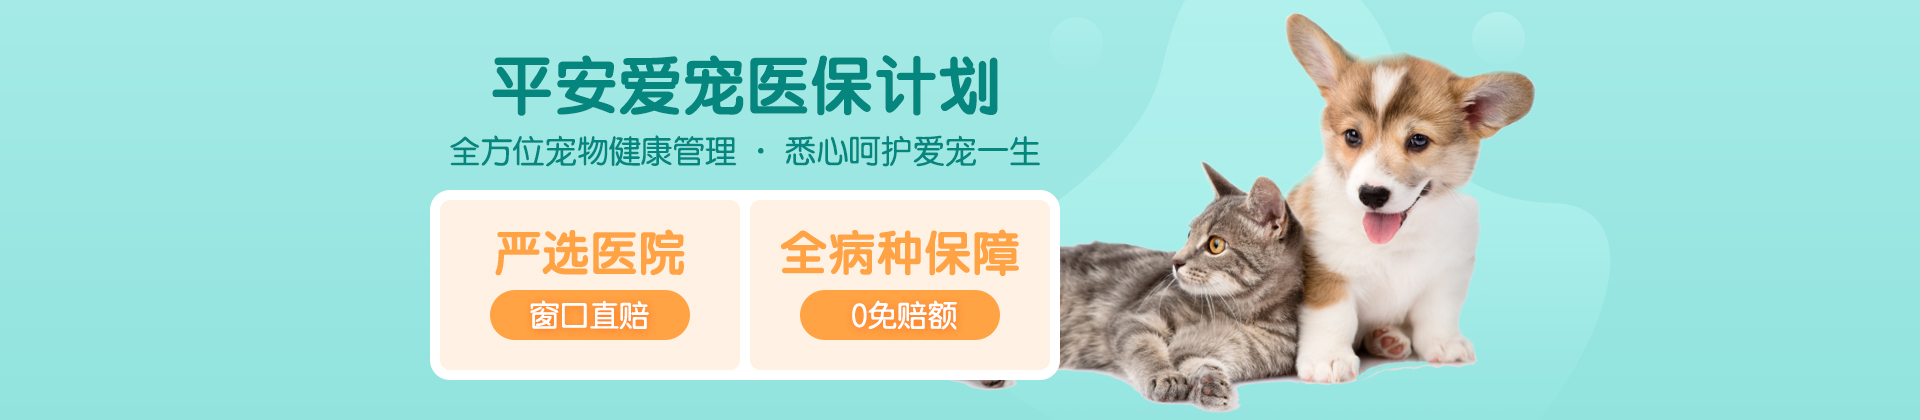 平安爱宠医保计划
全方位宠物健康管理 · 悉心呵护爱宠一生
严选医院
窗口直赔
全病种保障
0免赔额